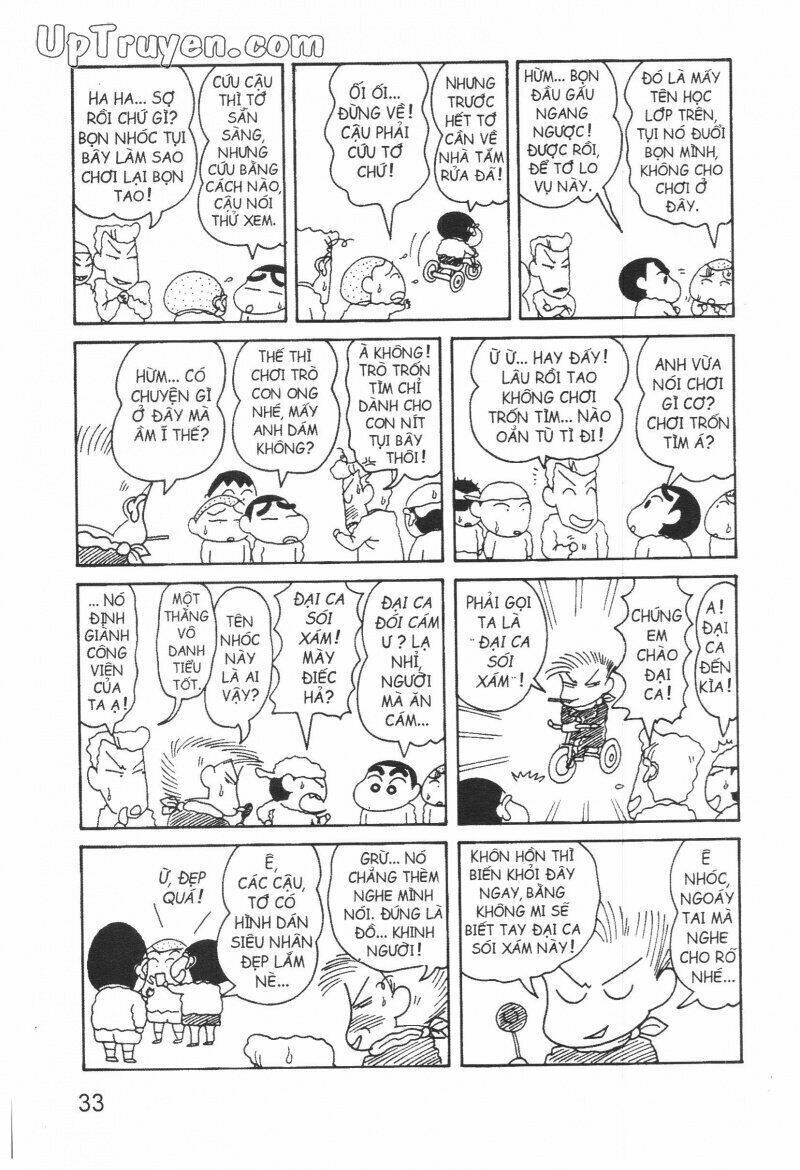 UpTruyen.com
ĐÓ LÀ MẤY
TÊN HỌC
LỚP TRÊN,
TỤI NÓ ĐUỔI
BỌN MÌNH,
KHÔNG CHO
CHƠI Ở
ĐÂY.
HỪM... BỌN
ĐẦU GẤU
NGANG
NGƯỢC!
ĐƯỢC RỒI,
ĐỂ TỚ LO
VỤ NÀY.
NHƯNG
TRƯỚC
HẾT TỚ
CẦN VỀ
NHÀ TẮM
RỬA ĐÃ!
ỐI ỐI...
ĐỪNG VỀ!
CẬU PHẢI
CỨU TỚ
CHỨ!
CỨU CẬU
THÌ TỚ
SẴN
SÀNG,
NHƯNG
CỨU BẰNG
CÁCH NÀO,
CẬU NÓI
THỬ XEM.
HA HA... SỢ
RỒI CHỨ GÌ?
BỌN NHÓC TỤI
BÂY LÀM SAO
CHƠI LẠI BỌN
TAO!
ANH VỪA
NÓI CHƠI
GÌ CƠ?
CHƠI TRỐN
TÌM Á?
Ừ Ừ... HAY ĐẤY!
LÂU RỒI TAO
KHÔNG CHƠI
TRỐN TÌM... NÀO
OẲN TÙ TÌ ĐI!
À KHÔNG!
TRÒ TRỐN
TÌM CHỈ
DÀNH CHO
CON NÍT
TỤI BÂY
THÔI!
THẾ THÌ
CHƠI TRÒ
CON ONG
NHÉ, MẤY
ANH DÁM
KHÔNG?
HỪM... CÓ
CHUYỆN GÌ
Ở ĐÂY MÀ
ẦM Ĩ THẾ?
A!
ĐẠI
CA
ĐẾN
KÌA!
CHÚNG
EM
CHÀO
ĐẠI
CA!
PHẢI GỌI
TA LÀ
"ĐẠI CA
SÓI
XÁM"!
ĐẠI CA
ĐÓI CÁM
Ư? LẠ
NHỈ,
NGƯỜI
MÀ ĂN
CÁM...
ĐẠI CA
SÓI
XÁM!
MÀY
ĐIẾC
HẢ?
TÊN
NHÓC
NÀY
LÀ AI
VẬY?
MỘT
THẰNG
VÔ
DANH
TIỂU
TỐT.
... NÓ
ĐỊNH
GIÀNH
CÔNG
VIÊN
CỦA
TA Ạ!
Ê
NHÓC,
NGOÁY
TAI MÀ
NGHE
CHO RÕ
NHÉ...
KHÔN HỒN THÌ
BIẾN KHỎI ĐÂY
NGAY, BẰNG
KHÔNG MI SẼ
BIẾT TAY ĐẠI CA
SÓI XÁM NÀY!
GRỪ... NÓ
CHẲNG THÈM
NGHE MÌNH
NÓI. ĐÚNG LÀ
ĐỒ... KHINH
NGƯỜI!
Ê,
CÁC CẬU,
TỚ CÓ
HÌNH DÁN
SIÊU NHÂN
ĐẸP LẮM
NÈ...
Ừ, ĐẸP
QUÁ!
33